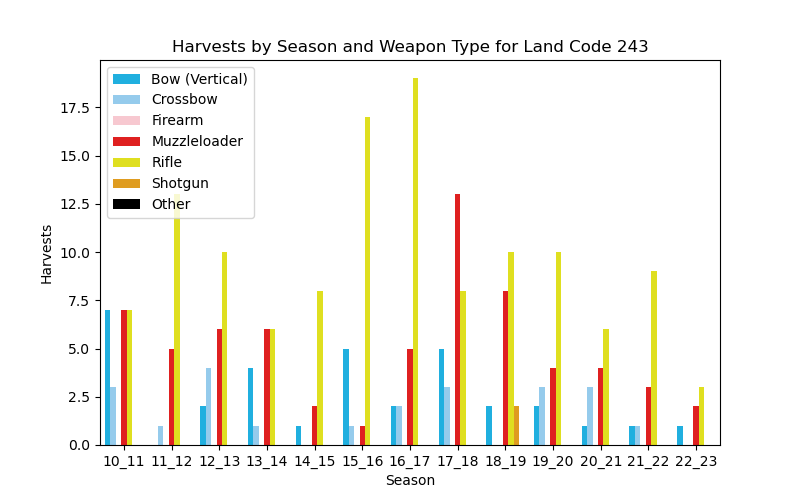 Harvests by Season and Weapon Type for Land Code 243
Bow (Vertical)
Crossbow
Firearm
Muzzleloader
Rifle
Shotgun
Other
17.5
15.0
12.5
10.0
7.5
5.0
2.5
0.0
Harvests
10_11 11_12 12_13 13_14 14_15 15_16 16_17 17_18 18_19 19_20 20_21 21_22 22_23
Season